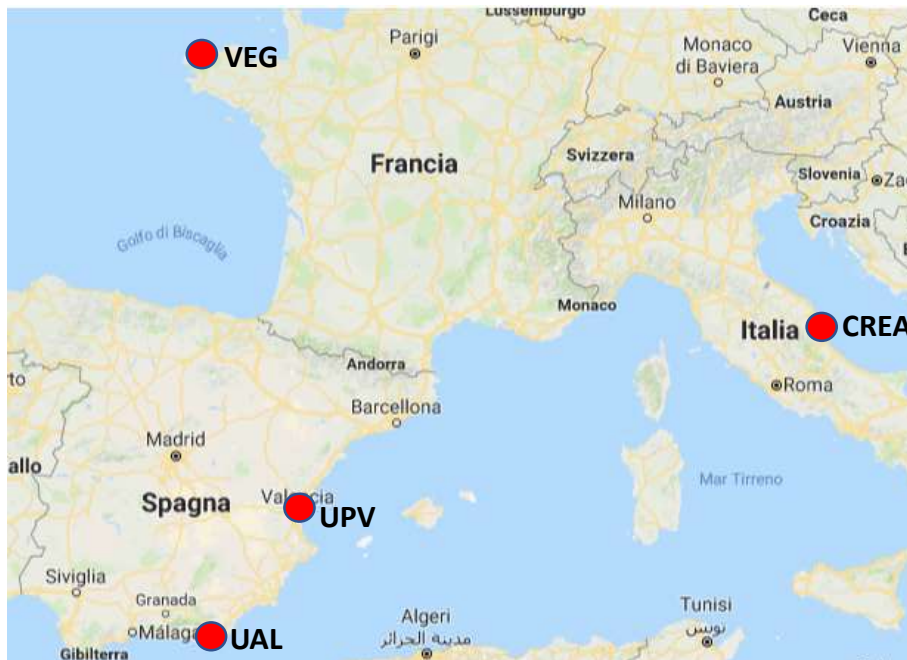 Lussemburgo
Ceca
Parigi
VEG
Monaco
di Baviera
Vienna
Austria
Francia
Svizzera
Slovenia
Milano
Croazia
Golfo di Biscaglia
Monaco
Italia
CREA
Andorra
Roma
Barcellona
Madrid
Mar Tirreno
Spagna
Valencia
UPV
Siviglia
Granada
Málaga
UAL
Gibilterra
Algeri
مدينة الجزائر
Tunisi
تونس